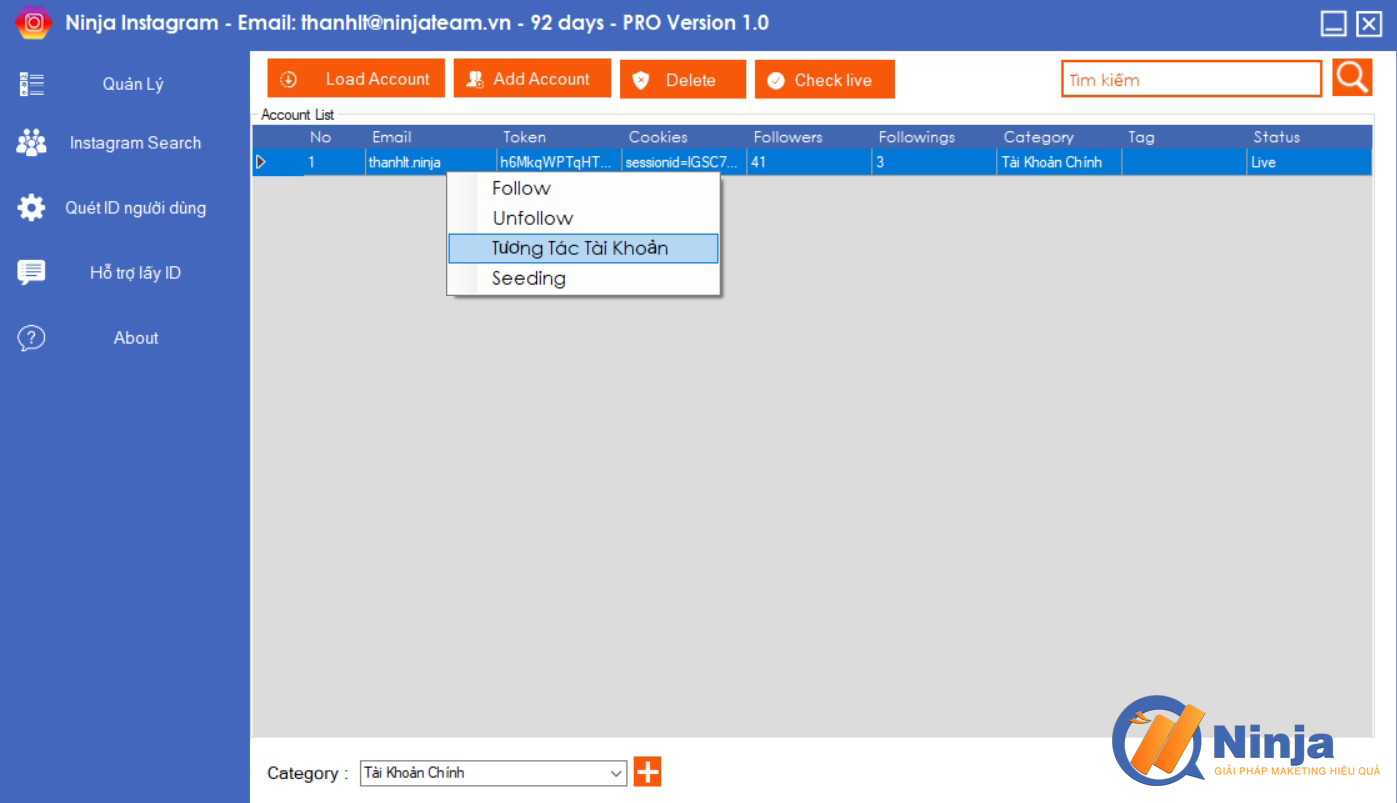 Ninja Instagram - Email: thanhlt@ninjateam.vn - 92 days - PRO Version 1.0
Quản Lý
Instagram Search
Quét ID người dùng
Hỗ trợ lấy ID
About
Load Account
Add Account
Delete
Check live
Tìm kiếm
Account List
No Email Token Cookies Followers Followings Category Tag Status
1 thanhlt.ninja h6MkqWPTqHT... sessionid=IGSC7... 41 3 Tài Khoản Chính Live
Follow
Unfollow
Tương Tác Tài Khoản
Seeding
Category : Tài Khoản Chính
Ninja
GIẢI PHÁP MAKETING HIỆU QUẢ